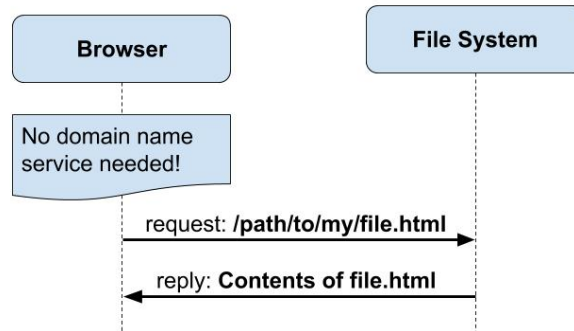 Browser
File System
No domain name
service needed!
request: /path/to/my/file.html
reply: Contents of file.html